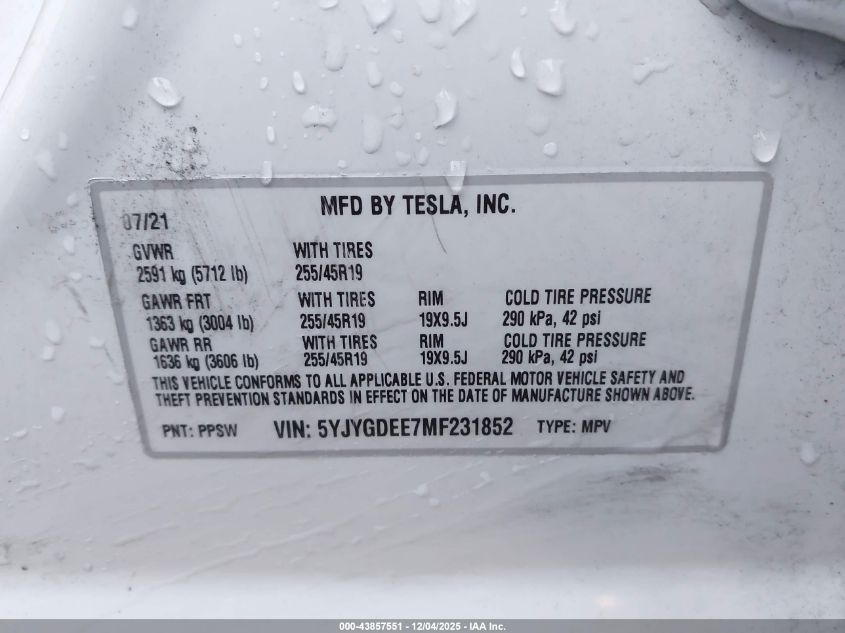 MFD BY TESLA, INC.
07/21
GVWR WITH TIRES
2591 kg (5712 lb) 255/45R19
GAWR FRT WITH TIRES RIM COLD TIRE PRESSURE
1363 kg (3004 lb) 255/45R19 19X9.5J 290 kPa, 42 psi
GAWR RR WITH TIRES RIM COLD TIRE PRESSURE
1636 kg (3606 lb) 255/45R19 19X9.5J 290 kPa, 42 psi
THIS VEHICLE CONFORMS TO ALL APPLICABLE U.S. FEDERAL MOTOR VEHICLE SAFETY AND
THEFT PREVENTION STANDARDS IN EFFECT ON THE DATE OF MANUFACTURE SHOWN ABOVE.
PNT: PPSW VIN: 5YJYGDEE7MF231852 TYPE: MPV
000-43857551 - 12/04/2025 - IAA Inc.